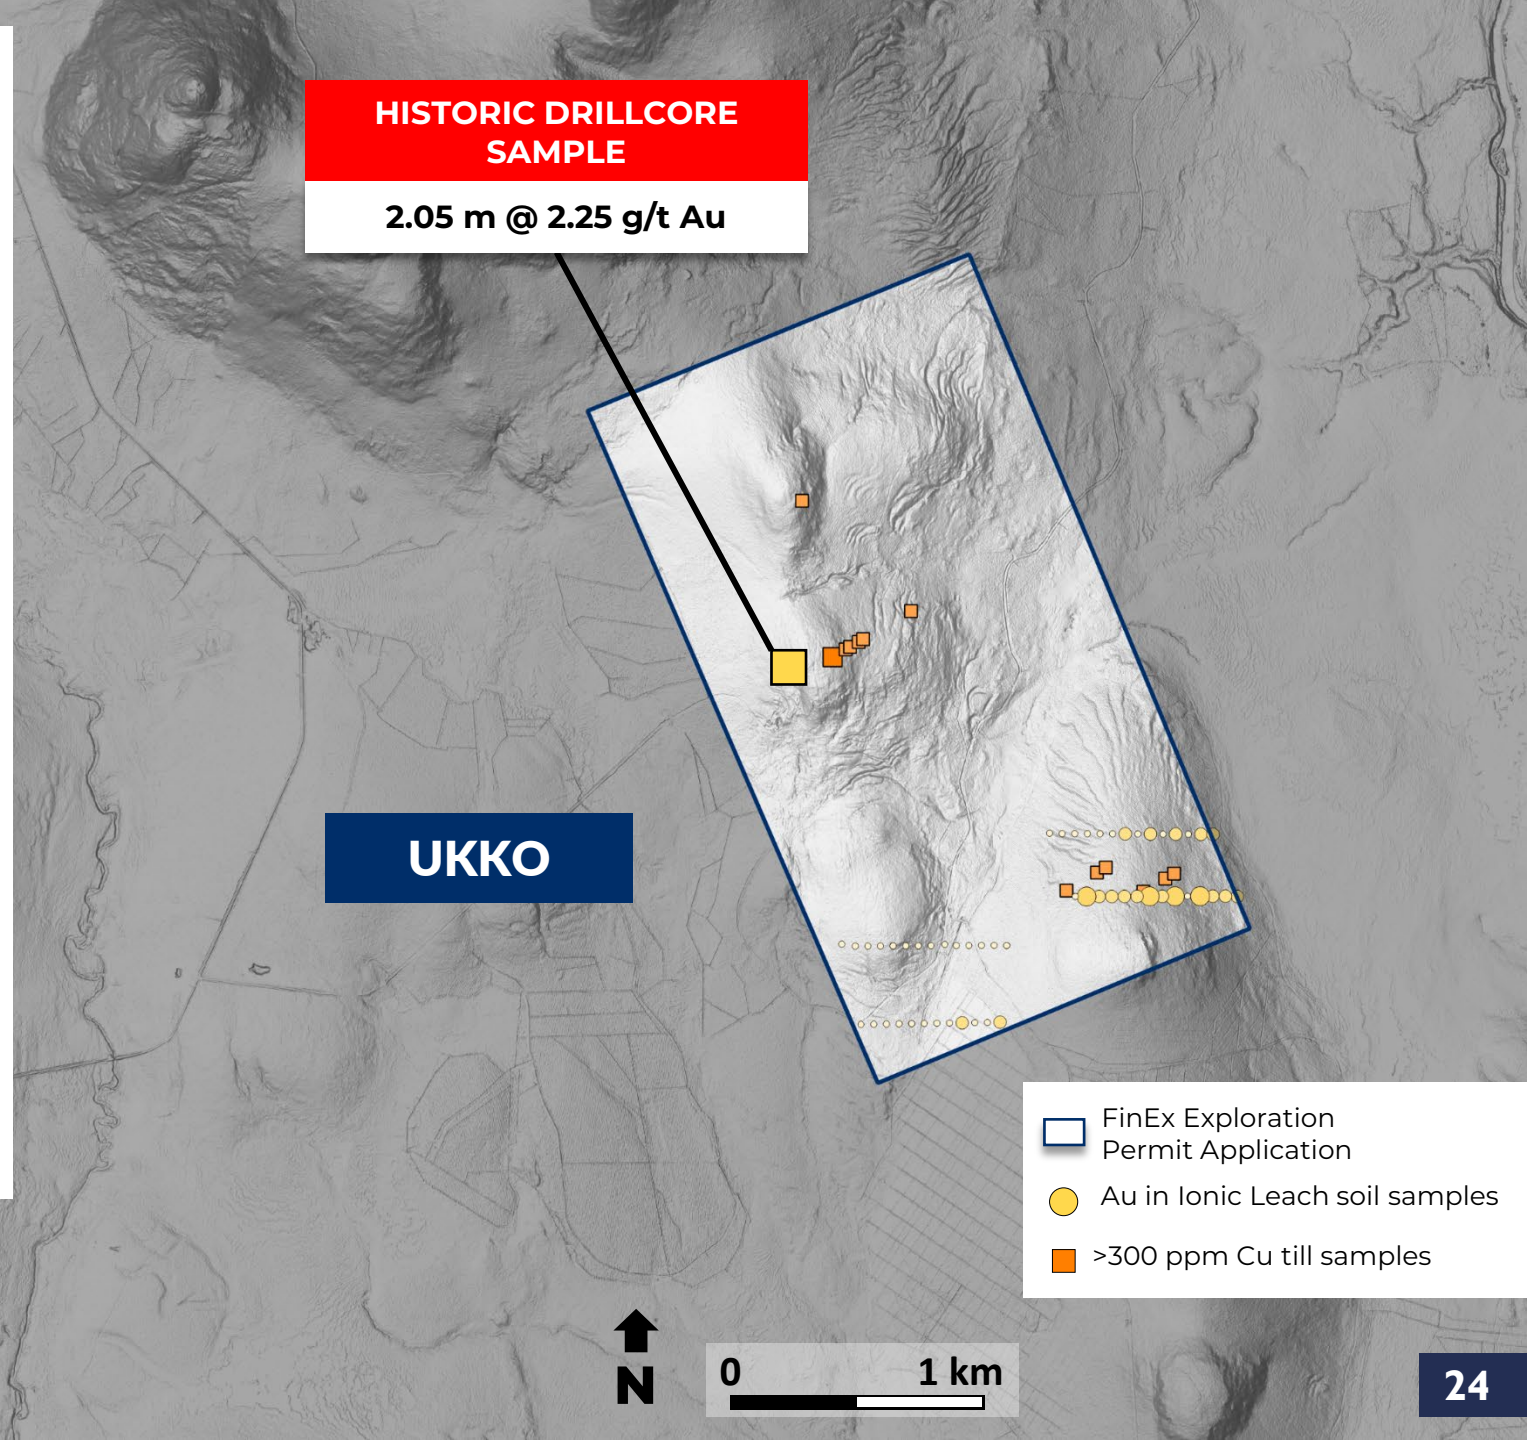 HISTORIC DRILLCORE
SAMPLE
2.05 m @ 2.25 g/t Au
UKKO
FinEx Exploration
Permit Application
Au in Ionic Leach soil samples
>300 ppm Cu till samples
N
0 1 km
24